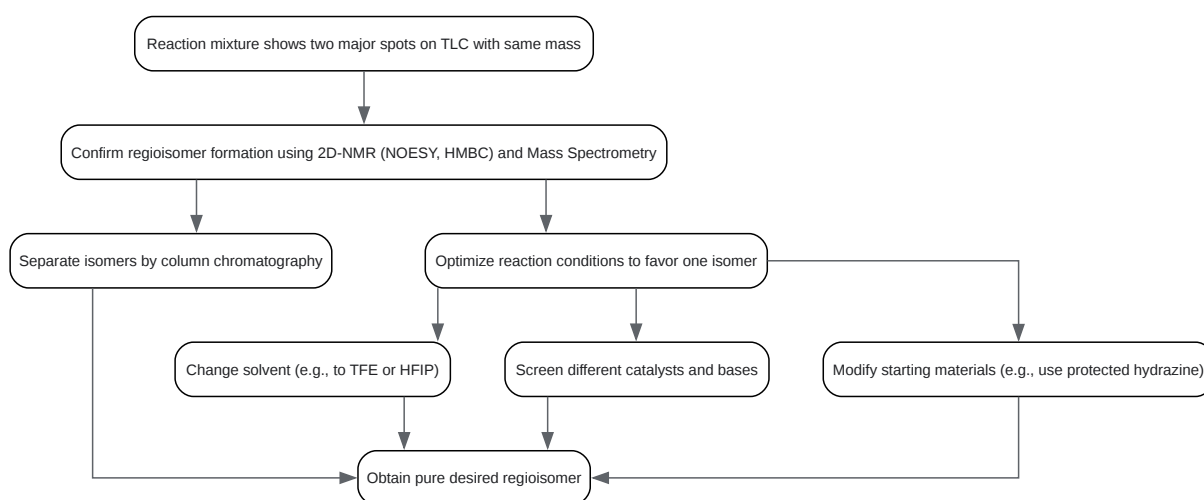 Reaction mixture shows two major spots on TLC with same mass
Confirm regioisomer formation using 2D-NMR (NOESY, HMBC) and Mass Spectrometry
Separate isomers by column chromatography
Optimize reaction conditions to favor one isomer
Change solvent (e.g., to TFE or HFIP)
Screen different catalysts and bases
Modify starting materials (e.g., use protected hydrazine)
Obtain pure desired regioisomer